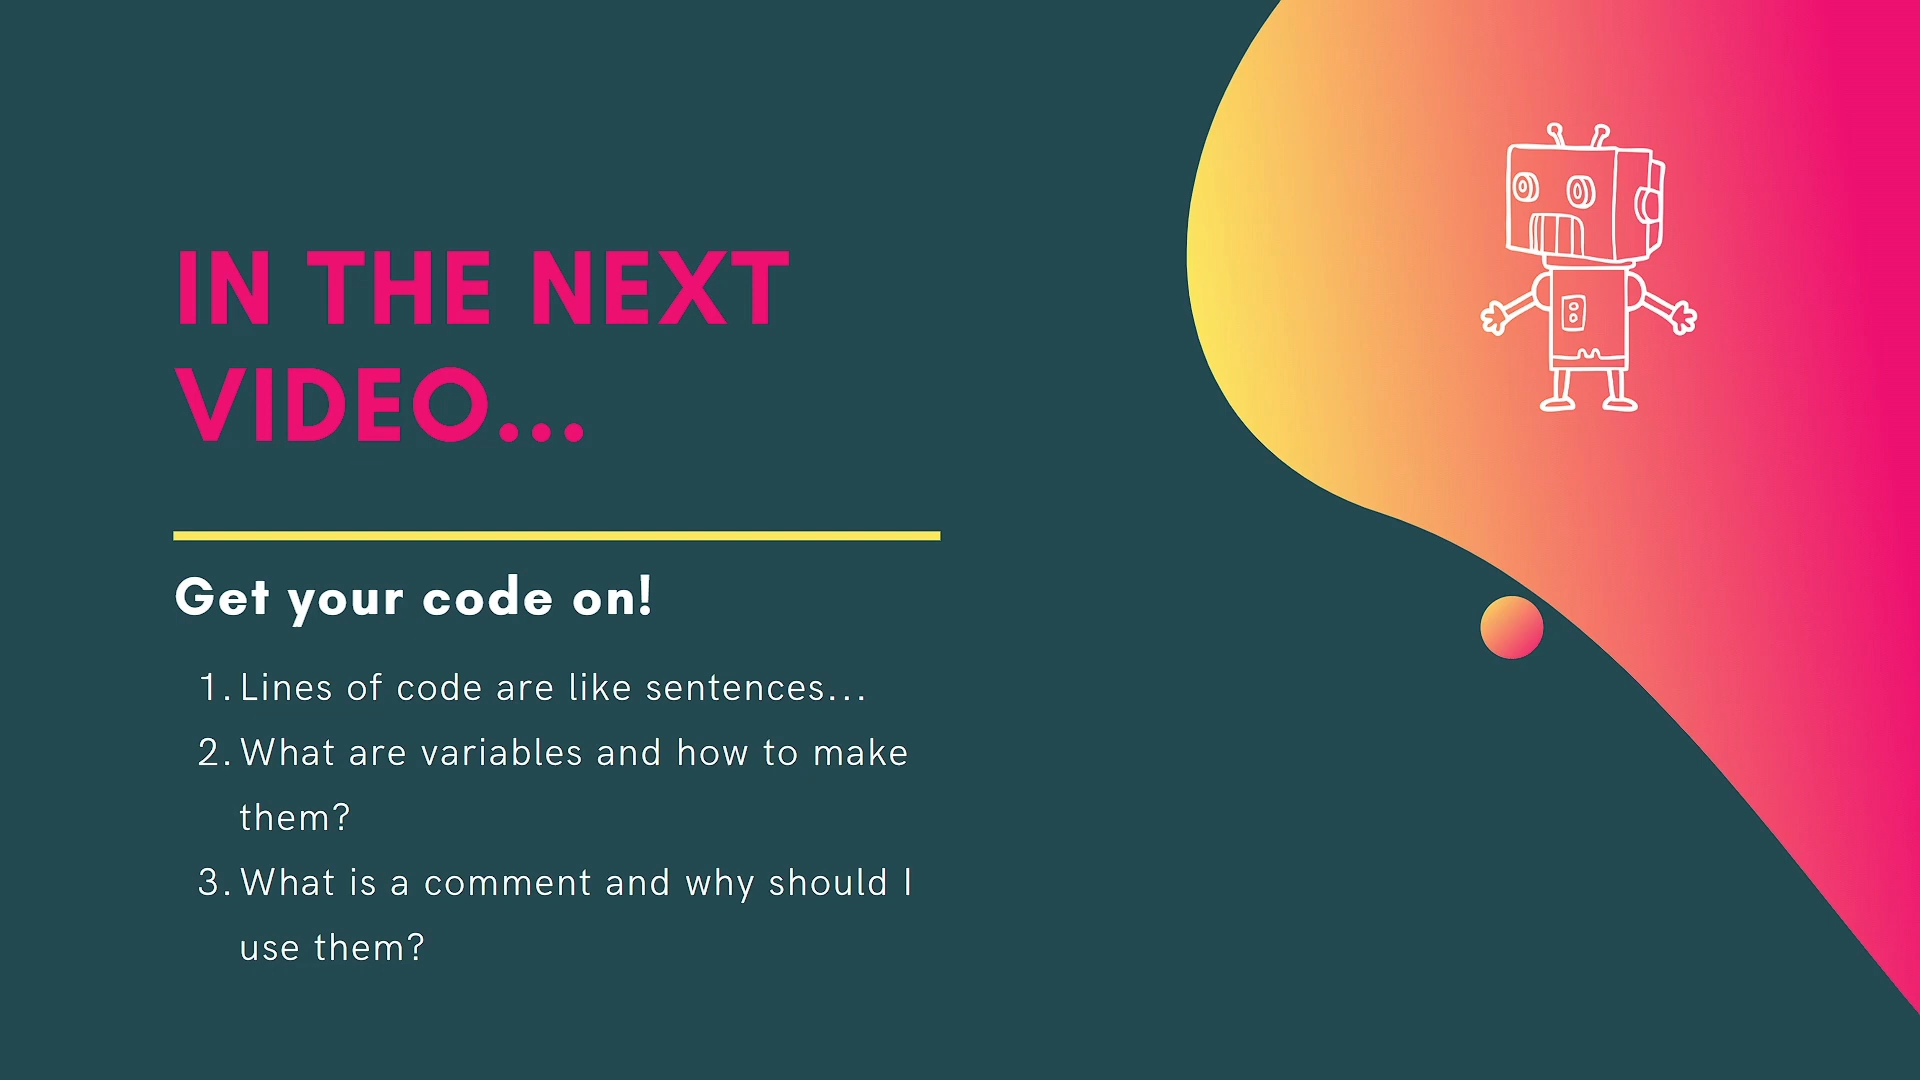 IN THE NEXT
VIDEO...
Get your code on!
1. Lines of code are like sentences...
2. What are variables and how to make
them?
3. What is a comment and why should I
use them?